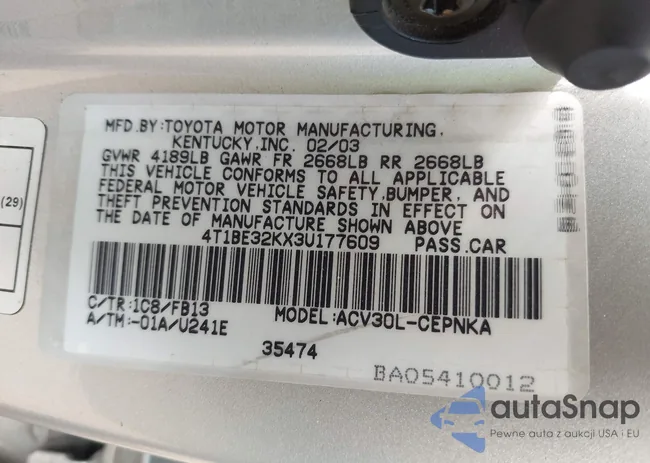 MFD.BY:TOYOTA MOTOR MANUFACTURING,
KENTUCKY,INC. 02/03
GVWR 4189LB GAWR FR 2668LB RR 2668LB
THIS VEHICLE CONFORMS TO ALL APPLICABLE
FEDERAL MOTOR VEHICLE SAFETY,BUMPER, AND
THEFT PREVENTION STANDARDS IN EFFECT ON
THE DATE OF MANUFACTURE SHOWN ABOVE
4T1BE32KX3U177609 PASS.CAR
C/TR:1C8/FB13
A/TM:-01A/U241E
MODEL:ACV30L-CEPNKA
35474
BA05410012
(29)
autaSnap
Pewne auta z aukcji USA i EU